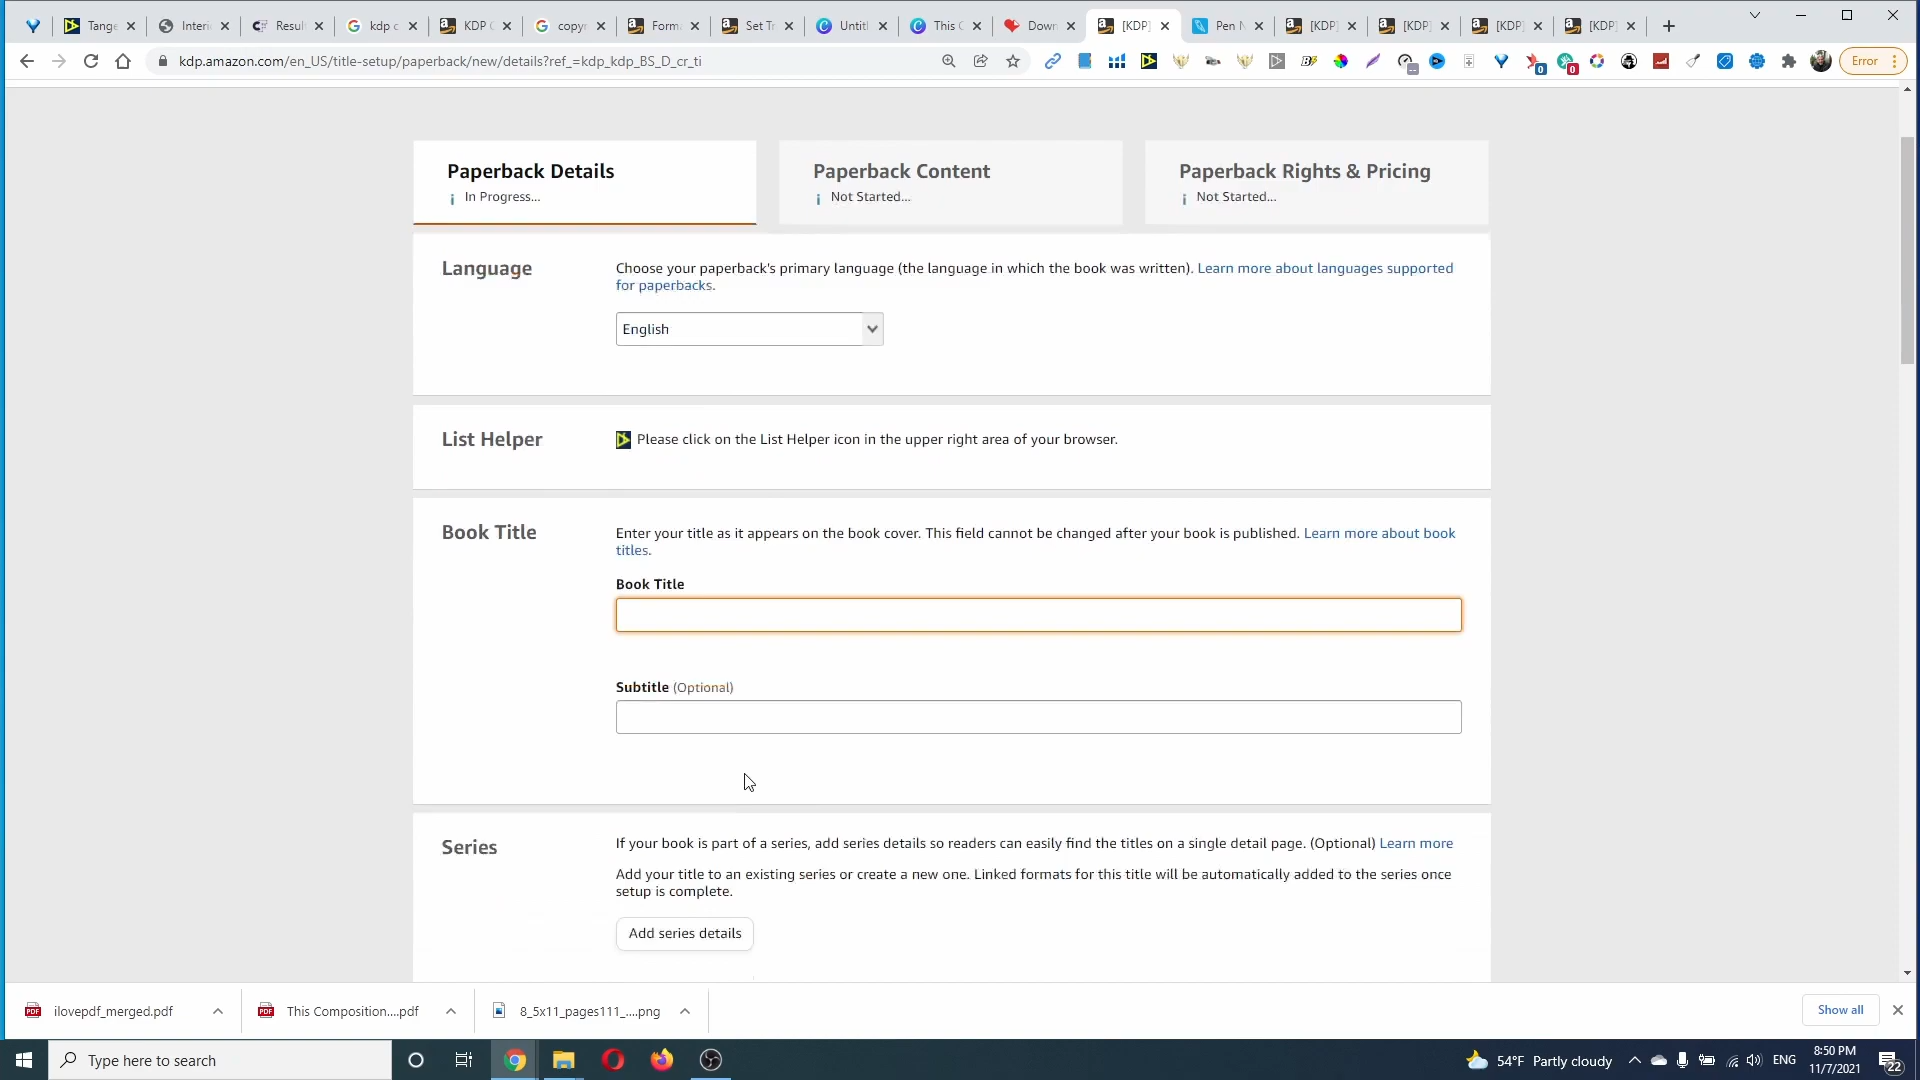 Tange
Interi
Result
kdp c
KDP C
copyr
Forma
Set Tr
Untitl
This C
Down
[KDP]
Pen N
[KDP]
[KDP]
[KDP]
[KDP]
kdp.amazon.com/en_US/title-setup/paperback/new/details?ref_=kdp_kdp_BS_D_cr_ti
Error
Paperback Details
In Progress...
Paperback Content
Not Started...
Paperback Rights & Pricing
Not Started...
Language
Choose your paperback's primary language (the language in which the book was written). Learn more about languages supported
for paperbacks.
English
List Helper
Please click on the List Helper icon in the upper right area of your browser.
Book Title
Enter your title as it appears on the book cover. This field cannot be changed after your book is published. Learn more about book
titles.
Book Title
Subtitle (Optional)
Series
If your book is part of a series, add series details so readers can easily find the titles on a single detail page. (Optional) Learn more
Add your title to an existing series or create a new one. Linked formats for this title will be automatically added to the series once
setup is complete.
Add series details
ilovepdf_merged.pdf
This Composition....pdf
8_5x11_pages111_....png
Show all
Type here to search
54°F Partly cloudy
ENG
8:50 PM
11/7/2021
22